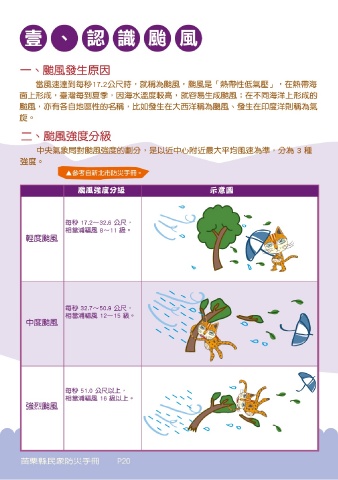 壹、認識颱風
一、颱風發生原因
當風速達到每秒17.2公尺時，就稱為颱風，颱風是「熱帶性低氣壓」，在熱帶海
面上形成，臺灣每到夏季，因海水溫度較高，就容易生成颱風；在不同海洋上形成的
颱風，亦有各自地區性的名稱，比如發生在大西洋稱為颶風、發生在印度洋則稱為氣
旋。
二、颱風強度分級
中央氣象局對颱風強度的劃分，是以近中心附近最大平均風速為準，分為 3 種
強度。
▲參考自新北市防災手冊。
颱風強度分級 示意圖
輕度颱風
每秒 17.2～32.6 公尺，
相當浦福風 8～11 級。
中度颱風
每秒 32.7～50.9 公尺，
相當浦福風 12～15 級。
強烈颱風
每秒 51.0 公尺以上，
相當浦福風 16 級以上。
苗栗縣民眾防災手冊 P20